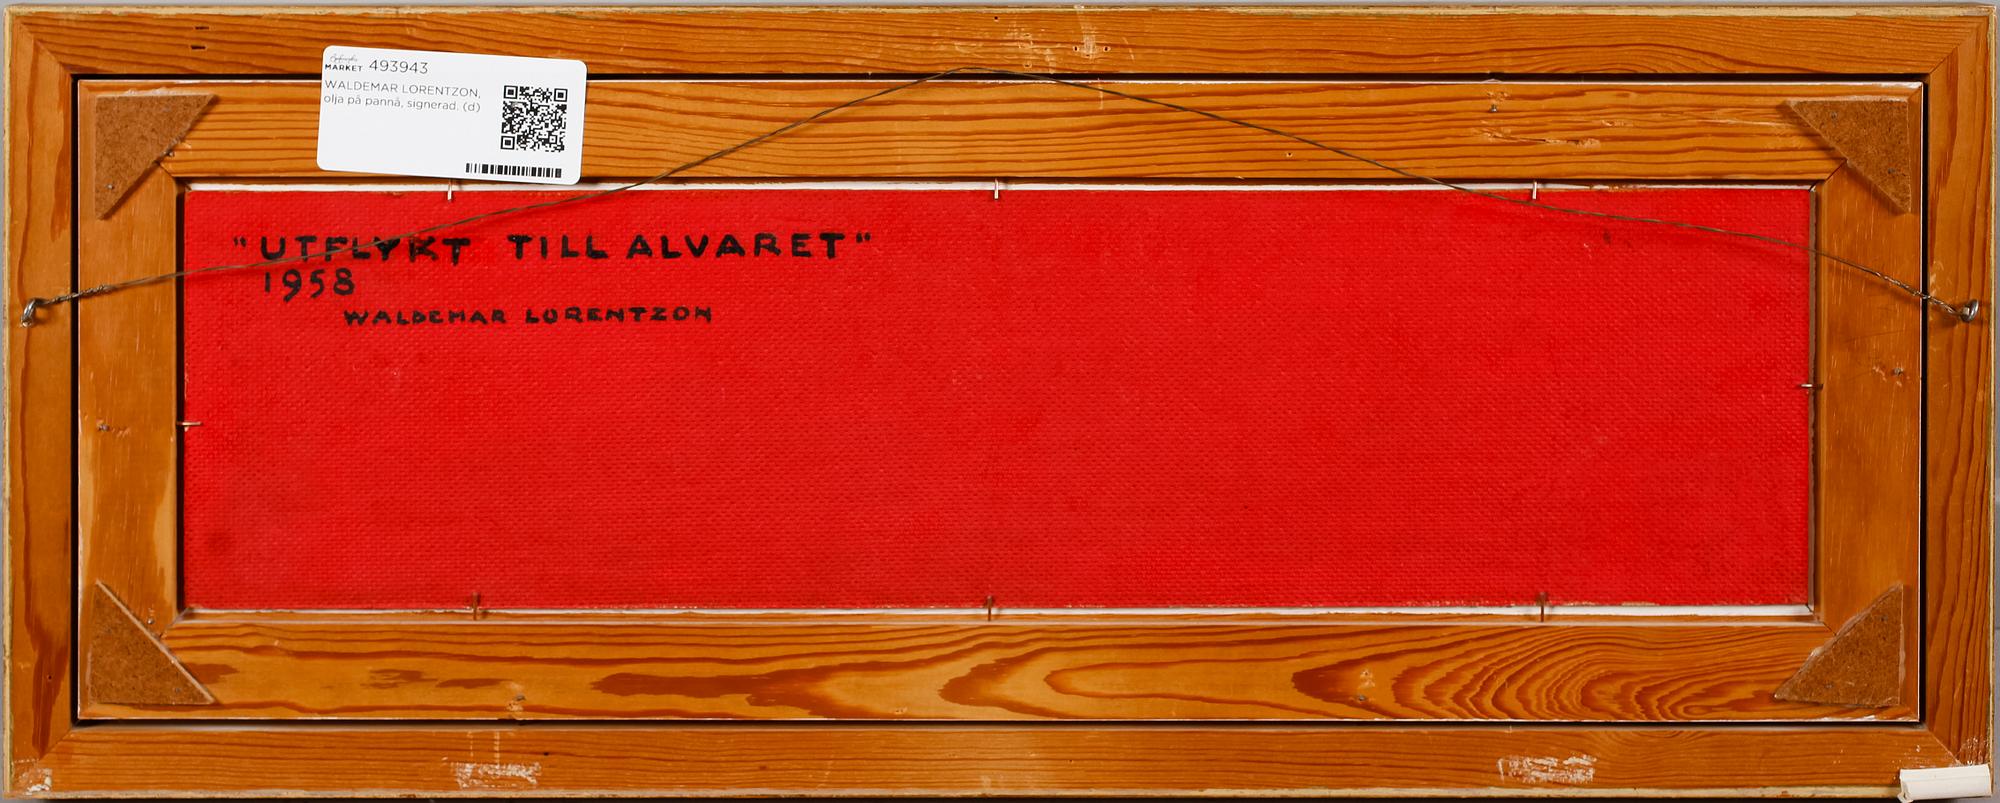 MARKET 493943
WALDEMAR LORENTZON,
olja på pannå, signerad. (d)
"UTFLYKT TILL ALVARET"
1958
WALDEMAR LORENTZON